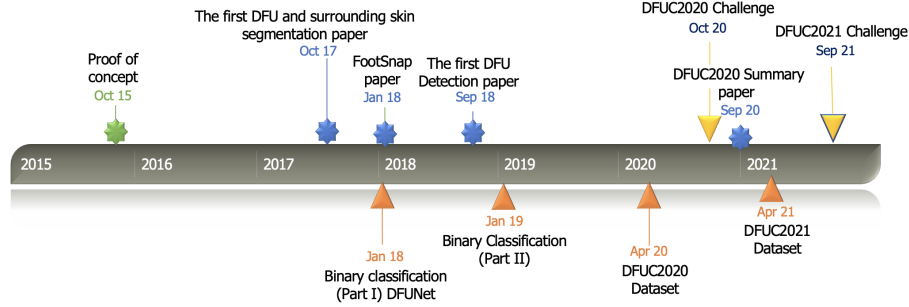 DFUC2020 Challenge
Oct 20
The first DFU and surrounding skin
segmentation paper
Oct 17
DFUC2021 Challenge
Sep 21
Proof of
concept
Oct 15
FootSnap
paper
Jan 18
The first DFU
Detection paper
Sep 18
DFUC2020 Summary
paper
Sep 20
2015
2016
2017
2018
2019
2020
2021
Jan 18
Binary classification
(Part I) DFUNet
Jan 19
Binary Classification
(Part II)
Apr 20
DFUC2020
Dataset
Apr 21
DFUC2021
Dataset